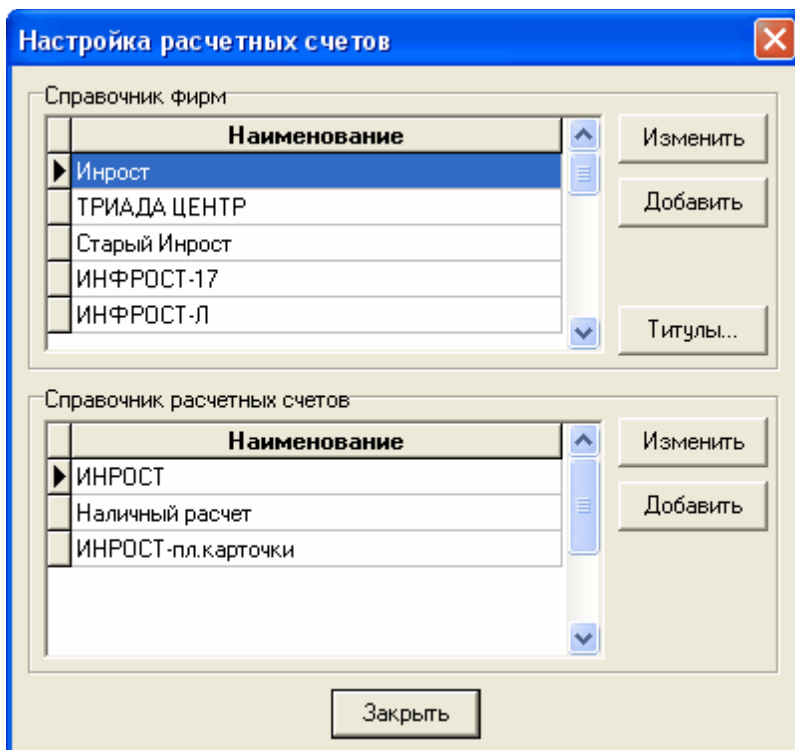 Настройка расчетных счетов
Справочник фирм
Наименование
Изменить
Инрост
ТРИАДА ЦЕНТР
Добавить
Старый Инрост
ИНФРОСТ-17
ИНФРОСТ-Л
Титулы...
Справочник расчетных счетов
Наименование
Изменить
ИНРОСТ
Наличный расчет
Добавить
ИНРОСТ-пл.карточки
Закрыть